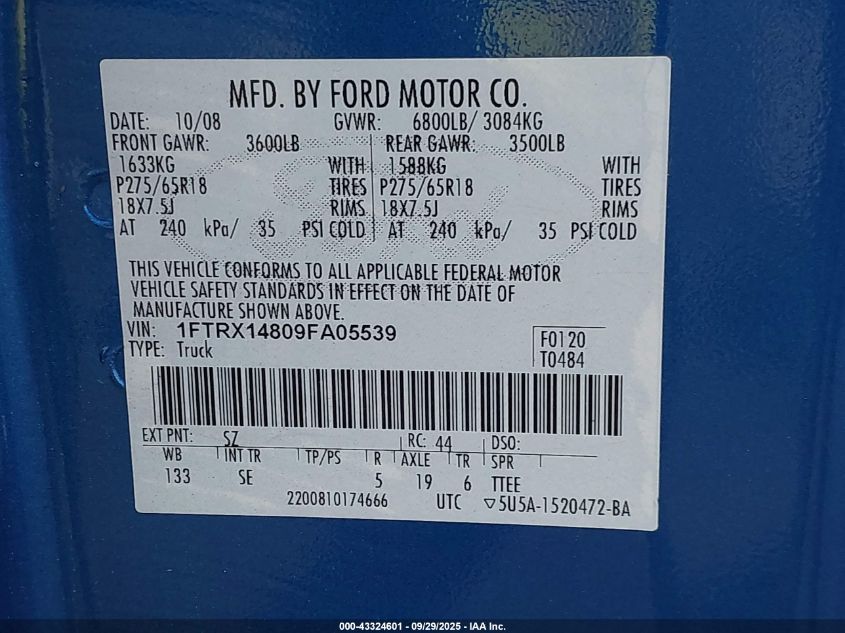 MFD. BY FORD MOTOR CO.
DATE: 10/08 GVWR: 6800LB/ 3084KG
FRONT GAWR: 3600LB REAR GAWR: 3500LB
1633KG WITH 1588KG WITH
P275/65R18 TIRES P275/65R18 TIRES
18X7.5J RIMS 18X7.5J RIMS
AT 240 kPa/ 35 PSI COLD AT 240 kPa/ 35 PSI COLD
THIS VEHICLE CONFORMS TO ALL APPLICABLE FEDERAL MOTOR
VEHICLE SAFETY STANDARDS IN EFFECT ON THE DATE OF
MANUFACTURE SHOWN ABOVE.
VIN: 1FTRX14809FA05539
TYPE: Truck
F0120
T0484
EXT PNT: SZ RC: 44 DSO:
WB INT TR TP/PS R AXLE TR SPR
133 SE 5 19 6 TTEE
2200810174666 UTC ▽5U5A-1520472-BA
000-43324601 - 09/29/2025 - IAA Inc.